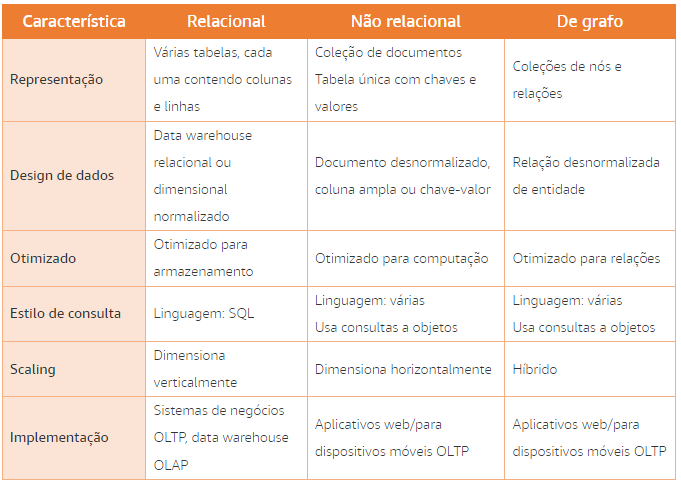 Característica
Relacional
Não relacional
De grafo
Representação
Várias tabelas, cada
uma contendo colunas
e linhas
Coleção de documentos
Tabela única com chaves e
valores
Coleções de nós e
relações
Design de dados
Data warehouse
relacional ou
dimensional
normalizado
Documento desnormalizado,
coluna ampla ou chave-valor
Relação desnormalizada
de entidade
Otimizado
Otimizado para
armazenamento
Otimizado para computação
Otimizado para relações
Estilo de consulta
Linguagem: SQL
Linguagem: várias
Usa consultas a objetos
Linguagem: várias
Usa consultas a objetos
Scaling
Dimensiona
verticalmente
Dimensiona horizontalmente
Híbrido
Implementação
Sistemas de negócios
OLTP, data warehouse
OLAP
Aplicativos web/para
dispositivos móveis OLTP
Aplicativos web/para
dispositivos móveis OLTP